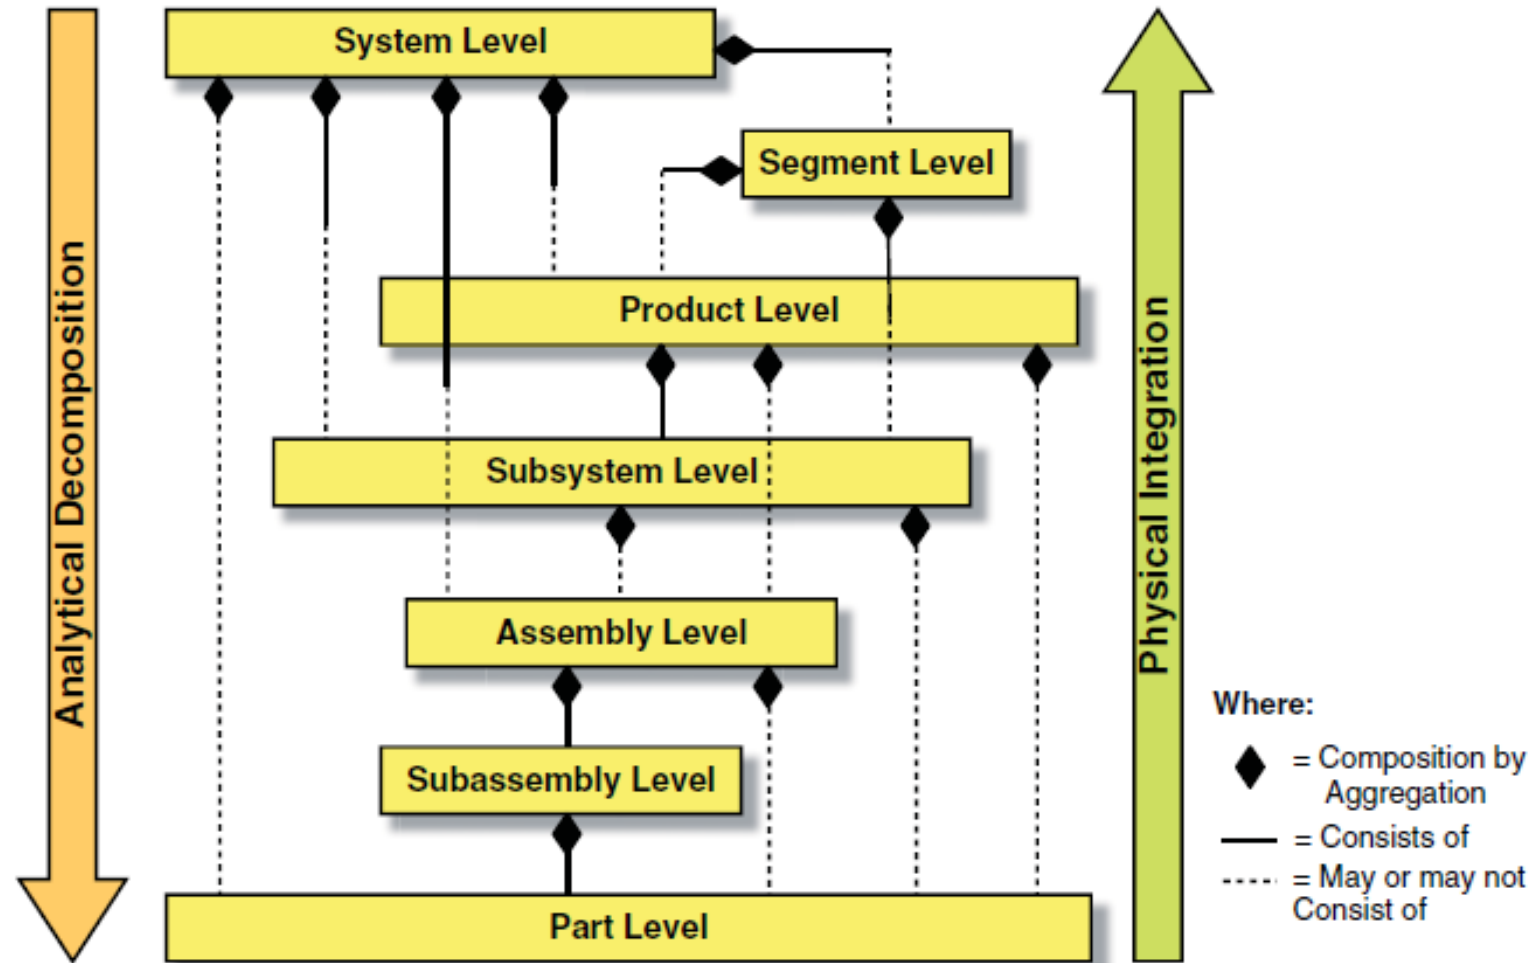 System Level
Segment Level
Product Level
Subsystem Level
Assembly Level
Subassembly Level
Part Level
Analytical Decomposition
Physical Integration
Where:
= Composition by
Aggregation
= Consists of
= May or may not
Consist of